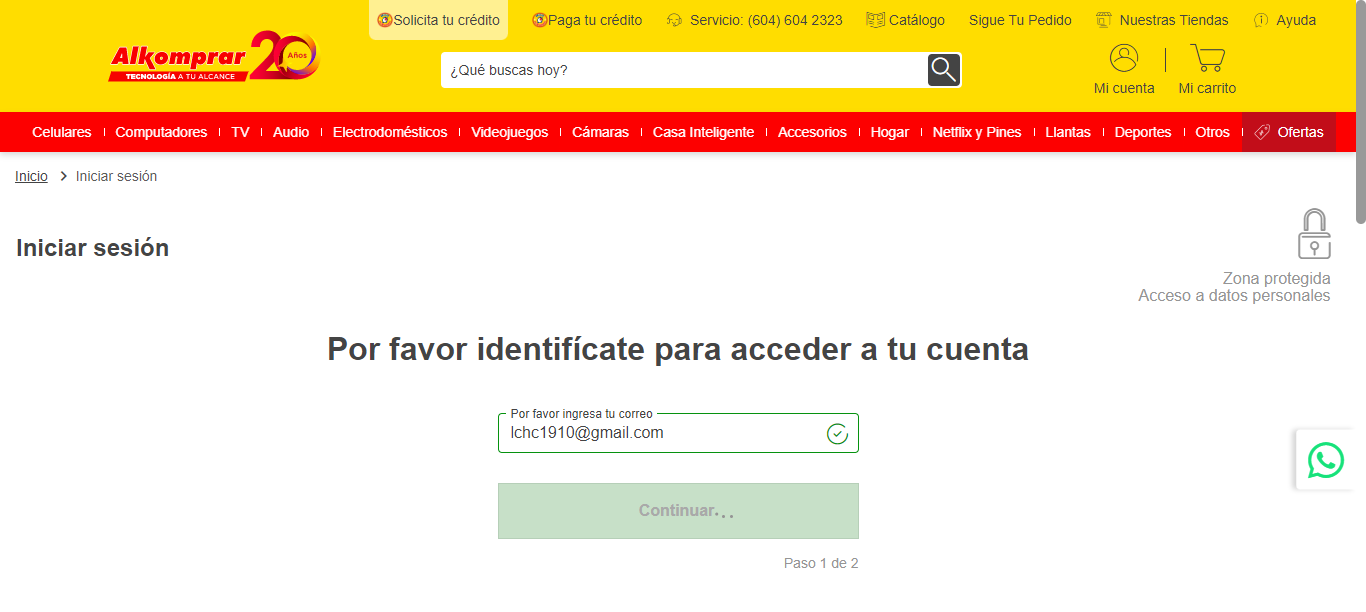 Solicita tu crédito Paga tu crédito Servicio: (604) 604 2323 Catálogo Sigue Tu Pedido Nuestras Tiendas Ayuda
Alkomprar 20 Años
TECNOLOGÍA A TU ALCANCE
¿Qué buscas hoy?
Mi cuenta Mi carrito
Celulares Computadores TV Audio Electrodomésticos Videojuegos Cámaras Casa Inteligente Accesorios Hogar Netflix y Pines Llantas Deportes Otros Ofertas
Inicio > Iniciar sesión
Iniciar sesión
Zona protegida
Acceso a datos personales
Por favor identifícate para acceder a tu cuenta
Por favor ingresa tu correo
lchc1910@gmail.com
Continuar...
Paso 1 de 2